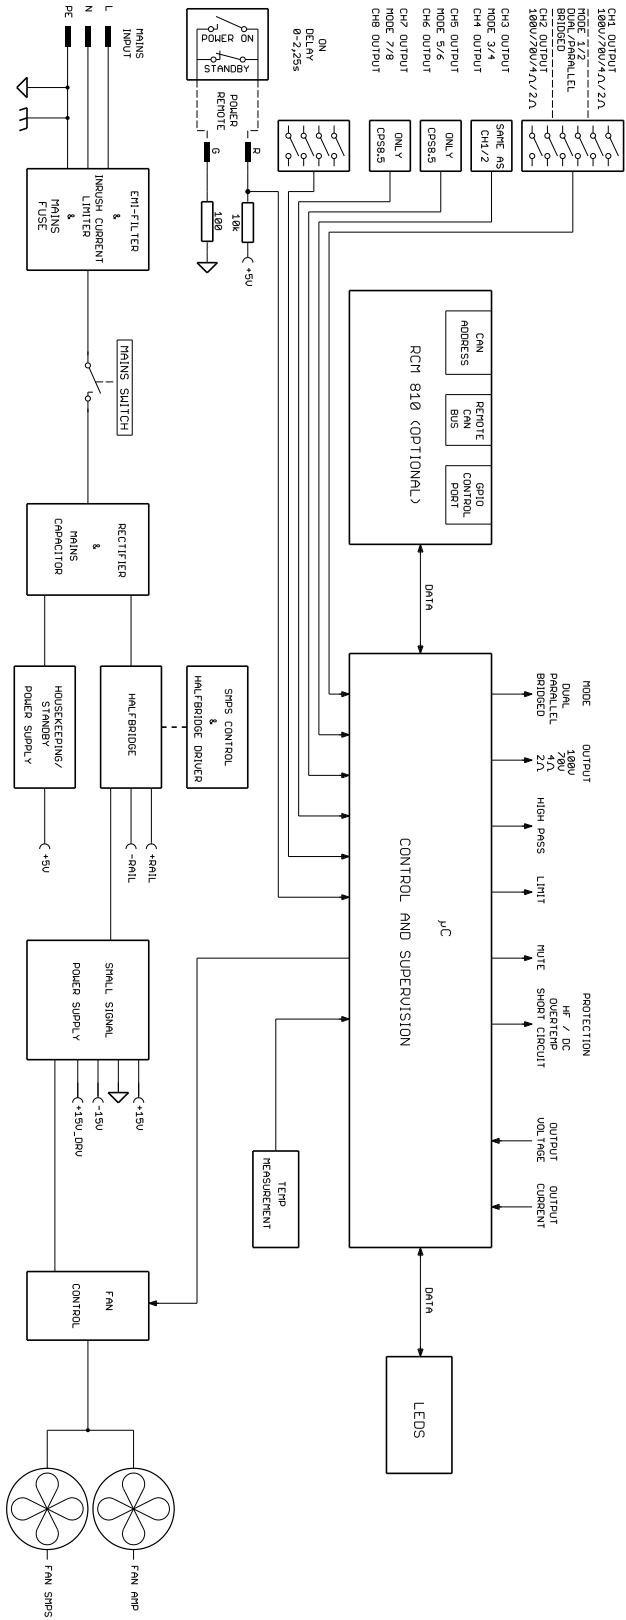 CH1 OUTPUT
100V/70V/4Ω/2Ω
MODE 1/2
DUAL/PARALLEL
BRIDGED
CH2 OUTPUT
100V/70V/4Ω/2Ω
CH3 OUTPUT
MODE 3/4
CH4 OUTPUT
SAME AS
CH1/2
CH5 OUTPUT
MODE 5/6
CH6 OUTPUT
ONLY
CPS8.5
CH7 OUTPUT
MODE 7/8
CH8 OUTPUT
ONLY
CPS8.5
ON
DELAY
0-2,25s
POWER ON
STANDBY
POWER
REMOTE
R
G
10k
100
+5V
MAINS
INPUT
L
N
PE
EMI-FILTER
&
INRUSH CURRENT
LIMITER
&
MAINS
FUSE
MAINS SWITCH
RECTIFIER
&
MAINS
CAPACITOR
CAN
ADDRESS
REMOTE
CAN
BUS
GPIO
CONTROL
PORT
RCM 810 (OPTIONAL)
DATA
MODE
DUAL
PARALLEL
BRIDGED
OUTPUT
100V
70V
4Ω
2Ω
HIGH PASS
LIMIT
MUTE
PROTECTION
HF / DC
OVERTEMP
SHORT CIRCUIT
OUTPUT
VOLTAGE
OUTPUT
CURRENT
µC
CONTROL AND SUPERVISION
DATA
LEDS
SMPS CONTROL
&
HALFBRIDGE DRIVER
HALFBRIDGE
+RAIL
-RAIL
HOUSEKEEPING/
STANDBY
POWER SUPPLY
+5V
SMALL SIGNAL
POWER SUPPLY
+15V
-15V
+15V_DRV
TEMP
MEASUREMENT
FAN
CONTROL
FAN AMP
FAN SMPS